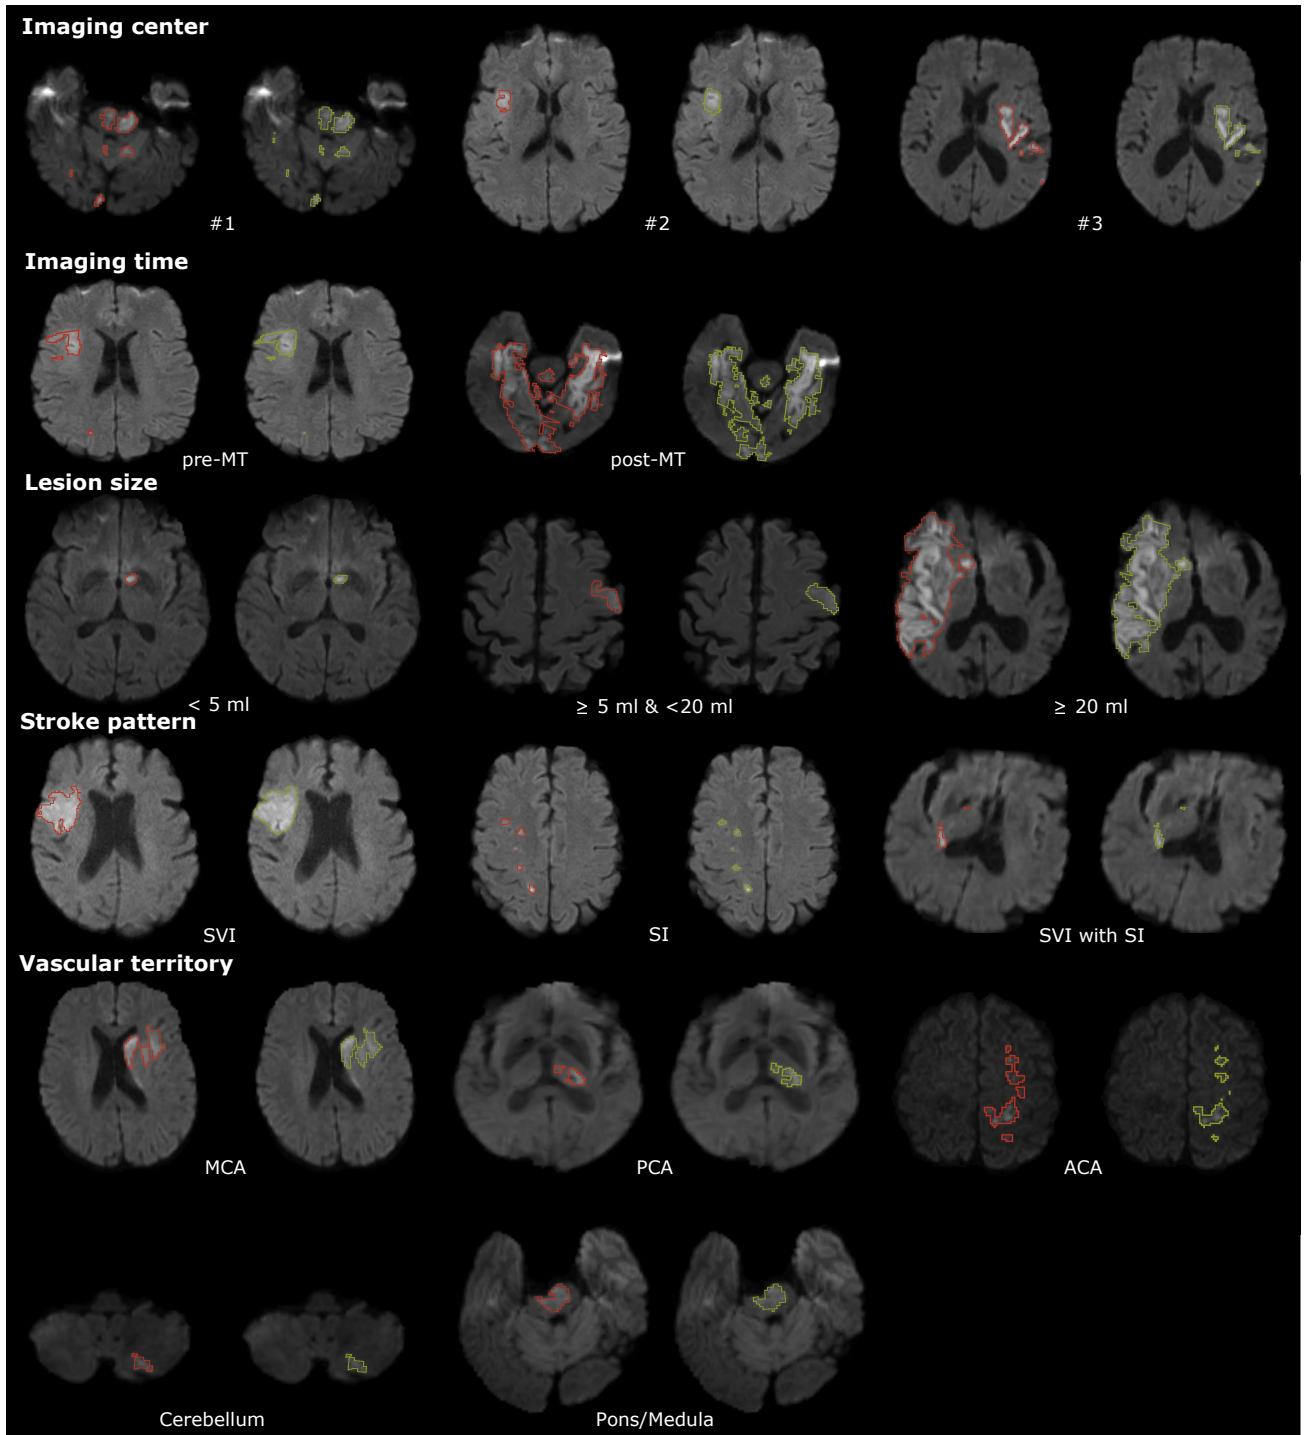 Imaging center
#1
#2
#3
Imaging time
pre-MT
post-MT
Lesion size
< 5 ml
≥ 5 ml & <20 ml
≥ 20 ml
Stroke pattern
SVI
SI
SVI with SI
Vascular territory
MCA
PCA
ACA
Cerebellum
Pons/Medula